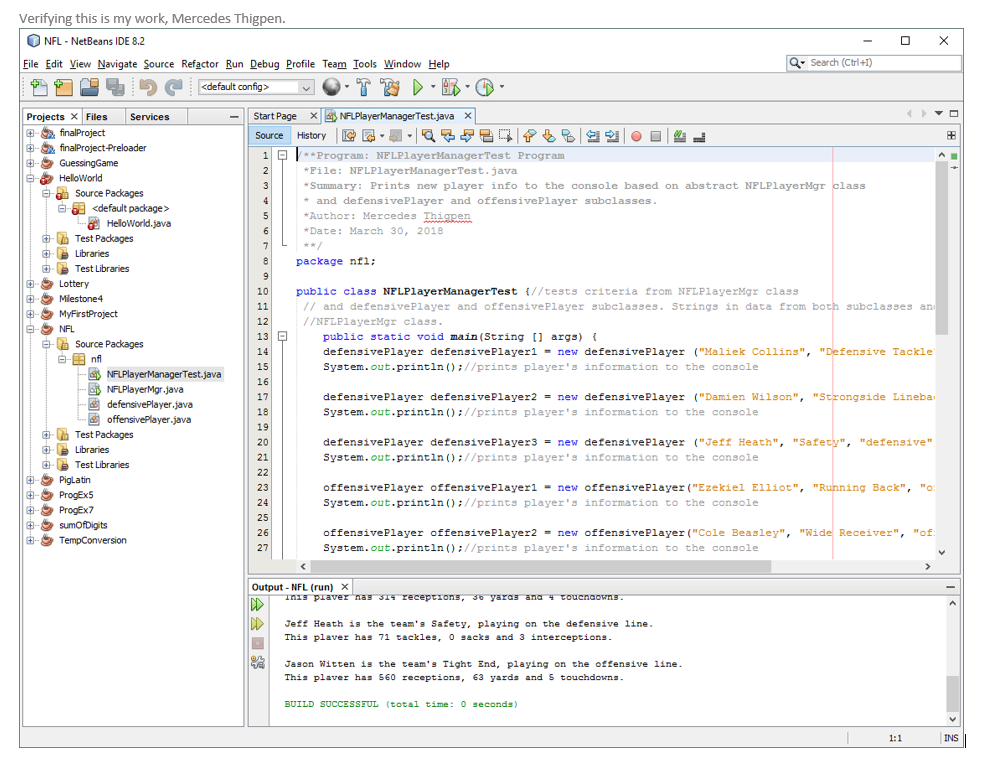 Verifying this is my work, Mercedes Thigpen.
NFL - NetBeans IDE 8.2
File Edit View Navigate Source Refactor Run Debug Profile Team Tools Window Help
Search (Ctrl+I)
<default config>
Projects Files Services
finalProject
finalProject-Preloader
GuessingGame
HelloWorld
Source Packages
<default package>
HelloWorld.java
Test Packages
Libraries
Test Libraries
Lottery
Milestone4
MyFirstProject
NFL
Source Packages
nfl
NFLPlayerManagerTest.java
NFLPlayerMgr.java
defensivePlayer.java
offensivePlayer.java
Test Packages
Libraries
Test Libraries
PigLatin
ProgEx5
ProgEx7
sumOfDigits
TempConversion
Start Page NFLPlayerManagerTest.java
Source History
1 /**Program: NFLPlayerManagerTest Program
2 *File: NFLPlayerManagerTest.java
3 *Summary: Prints new player info to the console based on abstract NFLPlayerMgr class
4 * and defensivePlayer and offensivePlayer subclasses.
5 *Author: Mercedes Thigpen
6 *Date: March 30, 2018
7 **/
8 package nfl;
9
10 public class NFLPlayerManagerTest {//tests criteria from NFLPlayerMgr class
11 // and defensivePlayer and offensivePlayer subclasses. Strings in data from both subclasses an
12 //NFLPlayerMgr class.
13 public static void main(String [] args) {
14 defensivePlayer defensivePlayer1 = new defensivePlayer ("Maliek Collins", "Defensive Tackle"
15 System.out.println();//prints player's information to the console
16
17 defensivePlayer defensivePlayer2 = new defensivePlayer ("Damien Wilson", "Strongside Lineba
18 System.out.println();//prints player's information to the console
19
20 defensivePlayer defensivePlayer3 = new defensivePlayer ("Jeff Heath", "Safety", "defensive"
21 System.out.println();//prints player's information to the console
22
23 offensivePlayer offensivePlayer1 = new offensivePlayer("Ezekiel Elliot", "Running Back", "o
24 System.out.println();//prints player's information to the console
25
26 offensivePlayer offensivePlayer2 = new offensivePlayer("Cole Beasley", "Wide Receiver", "of
27 System.out.println();//prints player's information to the console
Output - NFL (run)
This player has 314 receptions, 36 yards and 4 touchdowns.
Jeff Heath is the team's Safety, playing on the defensive line.
This player has 71 tackles, 0 sacks and 3 interceptions.
Jason Witten is the team's Tight End, playing on the offensive line.
This player has 560 receptions, 63 yards and 5 touchdowns.
BUILD SUCCESSFUL (total time: 0 seconds)
1:1 INS